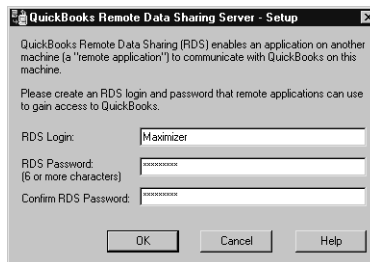 QuickBooks Remote Data Sharing Server - Setup
QuickBooks Remote Data Sharing (RDS) enables an application on another
machine (a "remote application") to communicate with QuickBooks on this
machine.
Please create an RDS login and password that remote applications can use
to gain access to QuickBooks.
RDS Login: Maximizer
RDS Password: xxxxxxxxx
(6 or more characters)
Confirm RDS Password: xxxxxxxxx
OK Cancel Help